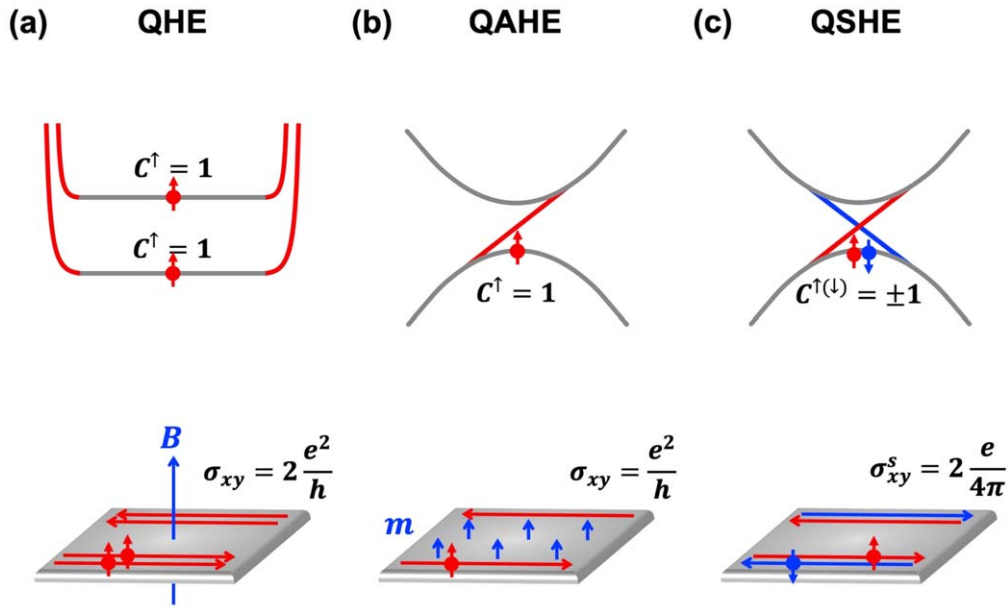 (a) QHE (b) QAHE (c) QSHE
C↑ = 1
C↑ = 1
C↑ = 1
C↑(↓) = ±1
B
σxy = 2 e²/h
m
σxy = e²/h
σˢxy = 2 e/4π